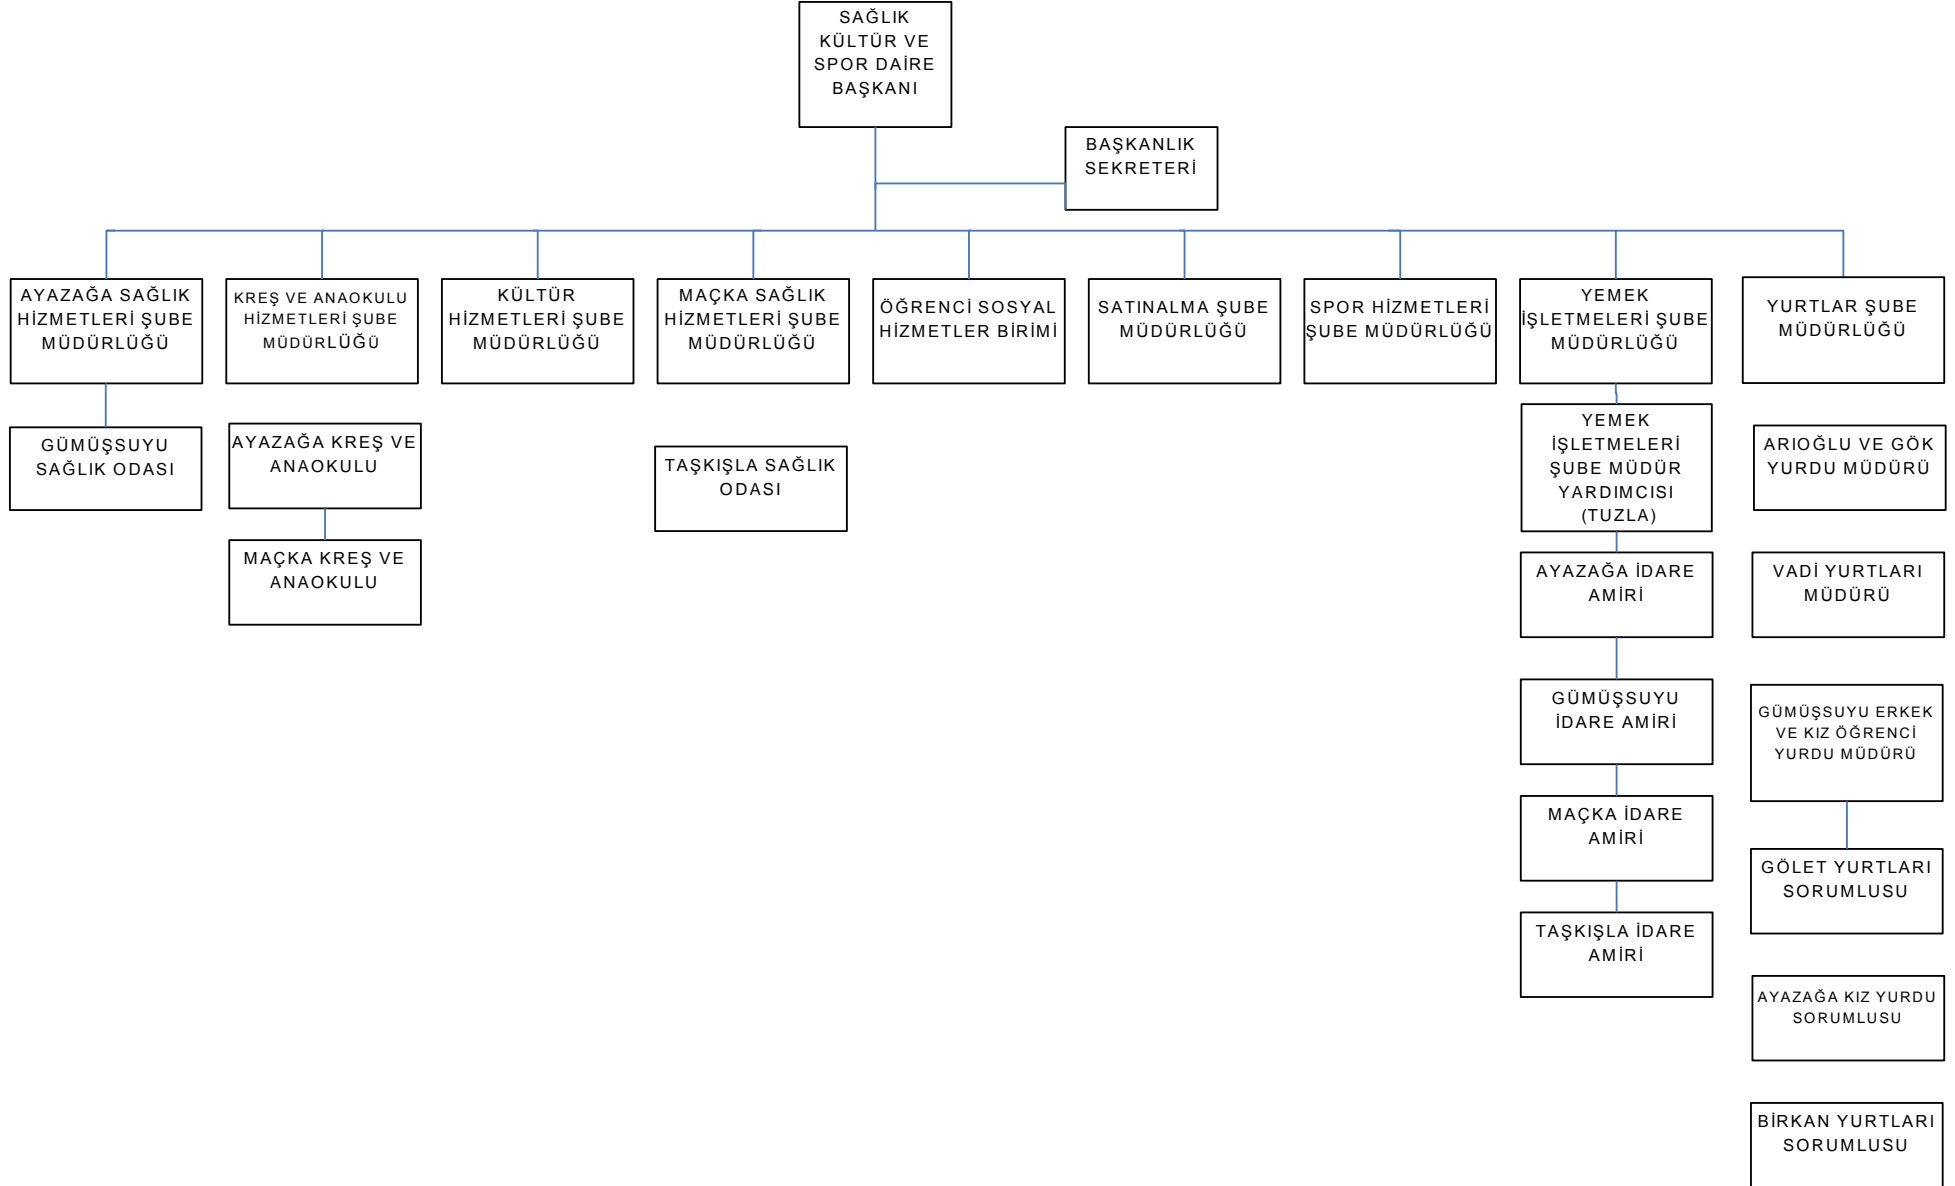 SAĞLIK
KÜLTÜR VE
SPOR DAİRE
BAŞKANI
BAŞKANLIK
SEKRETERİ
AYAZAĞA SAĞLIK
HİZMETLERİ ŞUBE
MÜDÜRLÜĞÜ
KREŞ VE ANAOKULU
HİZMETLERİ ŞUBE
MÜDÜRLÜĞÜ
KÜLTÜR
HİZMETLERİ ŞUBE
MÜDÜRLÜĞÜ
MAÇKA SAĞLIK
HİZMETLERİ ŞUBE
MÜDÜRLÜĞÜ
ÖĞRENCİ SOSYAL
HİZMETLER BİRİMİ
SATINALMA ŞUBE
MÜDÜRLÜĞÜ
SPOR HİZMETLERİ
ŞUBE MÜDÜRLÜĞÜ
YEMEK
İŞLETMELERİ ŞUBE
MÜDÜRLÜĞÜ
YURTLAR ŞUBE
MÜDÜRLÜĞÜ
GÜMÜŞSUYU
SAĞLIK ODASI
AYAZAĞA KREŞ VE
ANAOKULU
MAÇKA KREŞ VE
ANAOKULU
TAŞKIŞLA SAĞLIK
ODASI
YEMEK
İŞLETMELERİ
ŞUBE MÜDÜR
YARDIMCISI
(TUZLA)
AYAZAĞA İDARE
AMİRİ
GÜMÜŞSUYU
İDARE AMİRİ
MAÇKA İDARE
AMİRİ
TAŞKIŞLA İDARE
AMİRİ
ARIOĞLU VE GÖK
YURDU MÜDÜRÜ
VADİ YURTLARI
MÜDÜRÜ
GÜMÜŞSUYU ERKEK
VE KIZ ÖĞRENCİ
YURDU MÜDÜRÜ
GÖLET YURTLARI
SORUMLUSU
AYAZAĞA KIZ YURDU
SORUMLUSU
BİRKAN YURTLARI
SORUMLUSU